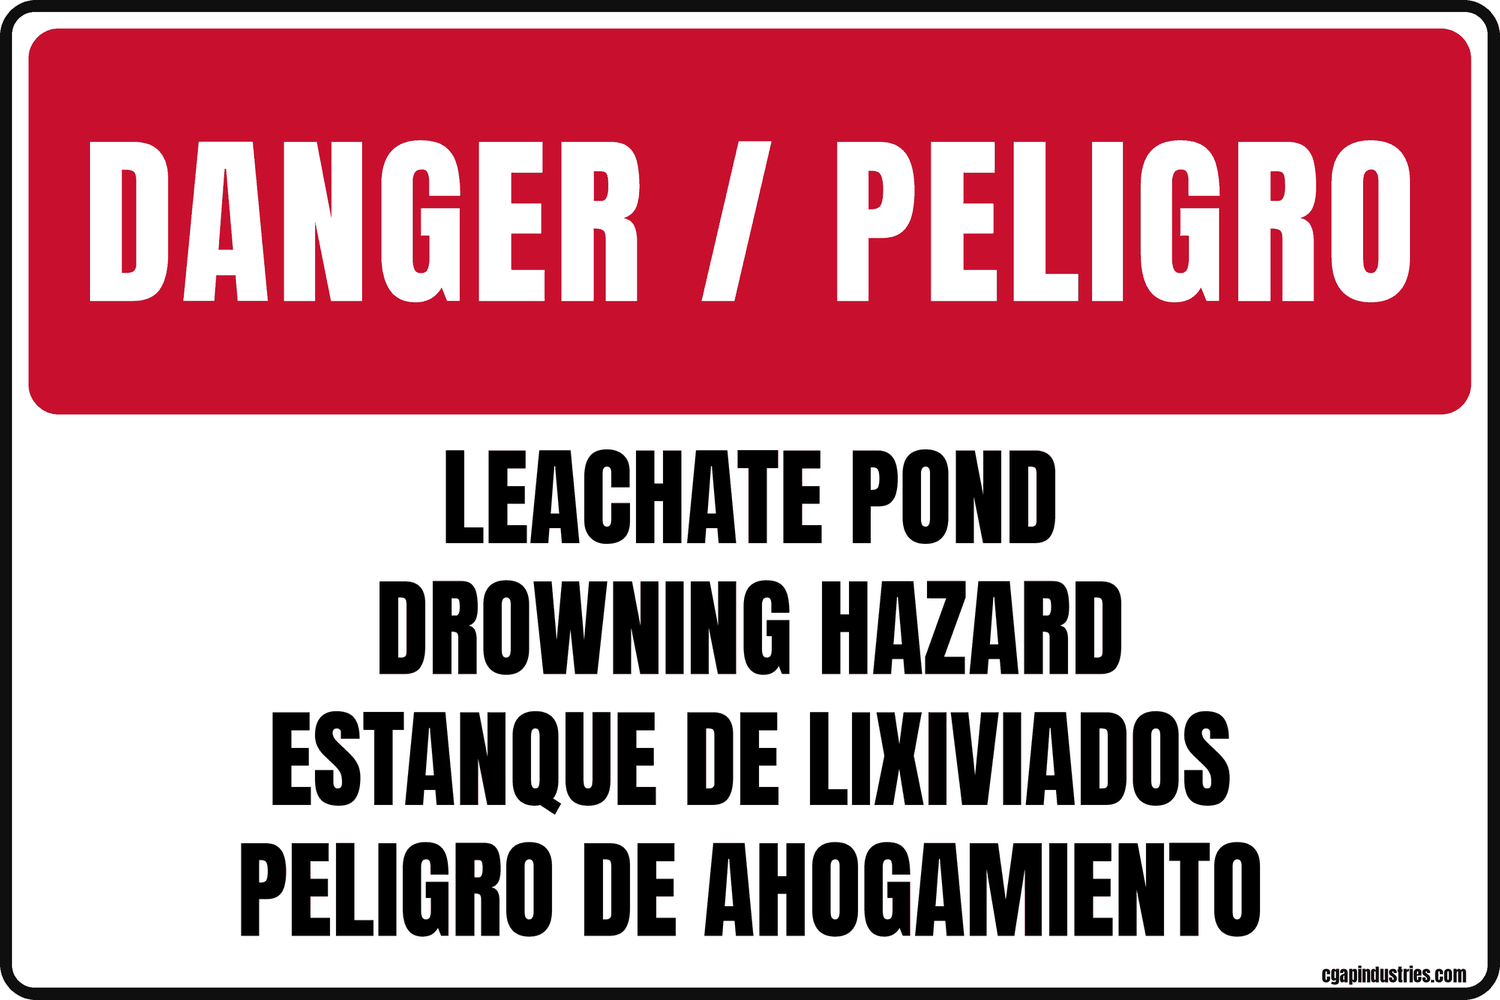 DANGER / PELIGRO
LEACHATE POND
DROWNING HAZARD
ESTANQUE DE LIXIVIADOS
PELIGRO DE AHOGAMIENTO
cgapindustries.com